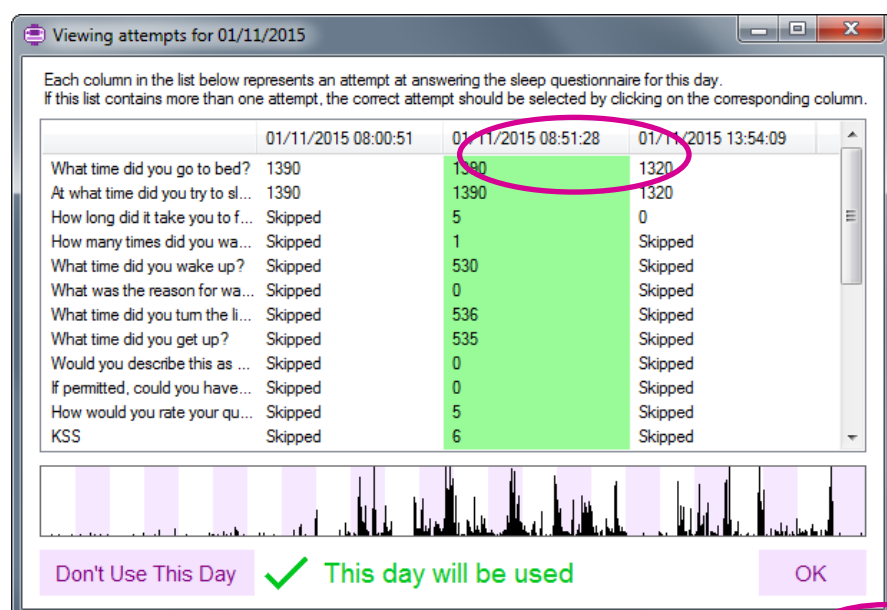 Viewing attempts for 01/11/2015
Each column in the list below represents an attempt at answering the sleep questionnaire for this day.
If this list contains more than one attempt, the correct attempt should be selected by clicking on the corresponding column.
01/11/2015 08:00:51 01/11/2015 08:51:28 01/11/2015 13:54:09
What time did you go to bed? 1390 1390 1320
At what time did you try to sl... 1390 1390 1320
How long did it take you to f... Skipped 5 0
How many times did you wa... Skipped 1 Skipped
What time did you wake up? Skipped 530 Skipped
What was the reason for wa... Skipped 0 Skipped
What time did you turn the li... Skipped 536 Skipped
What time did you get up? Skipped 535 Skipped
Would you describe this as ... Skipped 0 Skipped
If permitted, could you have... Skipped 0 Skipped
How would you rate your qu... Skipped 5 Skipped
KSS Skipped 6 Skipped
Don't Use This Day This day will be used OK